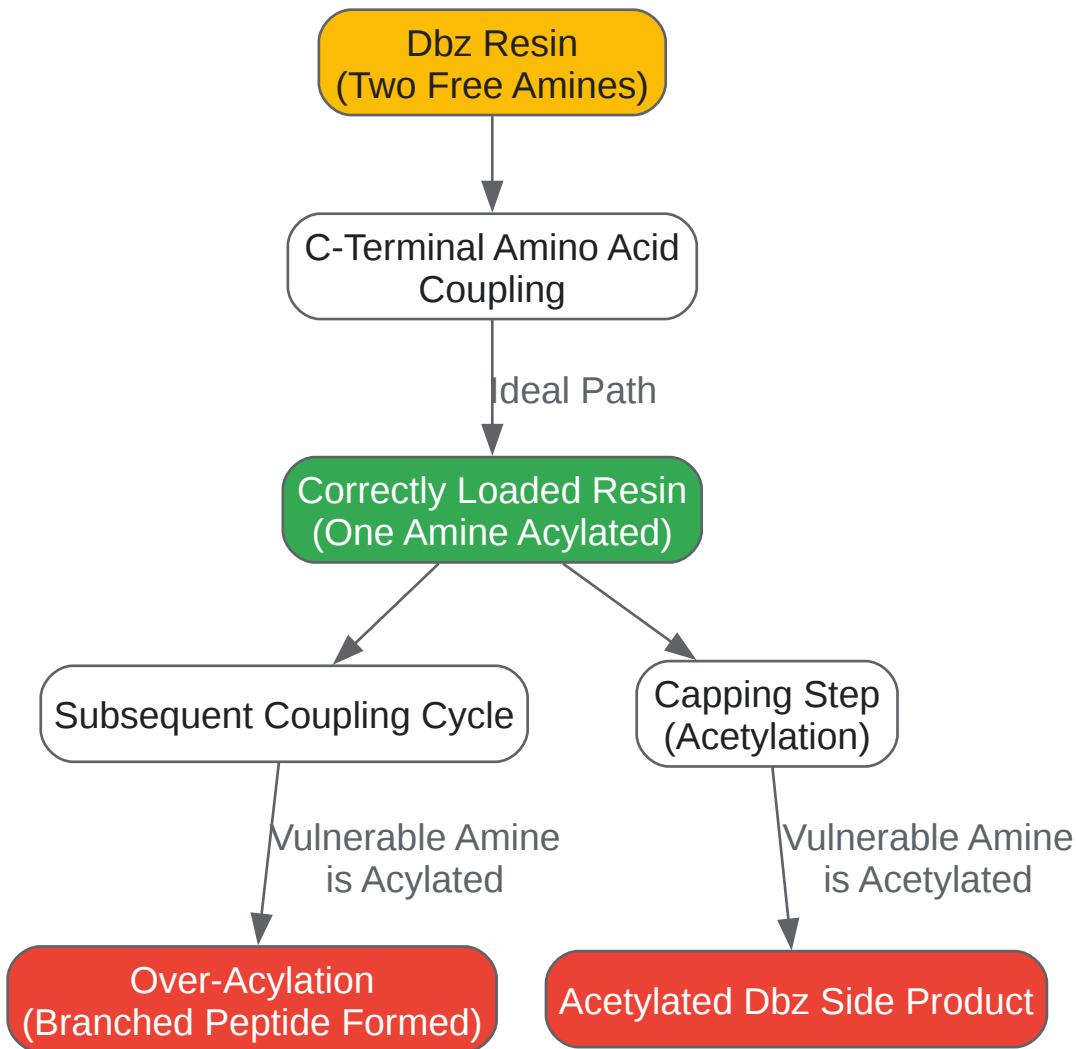 Dbz Resin
(Two Free Amines)
C-Terminal Amino Acid
Coupling
Ideal Path
Correctly Loaded Resin
(One Amine Acylated)
Subsequent Coupling Cycle
Capping Step
(Acetylation)
Vulnerable Amine
is Acylated
Vulnerable Amine
is Acetylated
Over-Acylation
(Branched Peptide Formed)
Acetylated Dbz Side Product